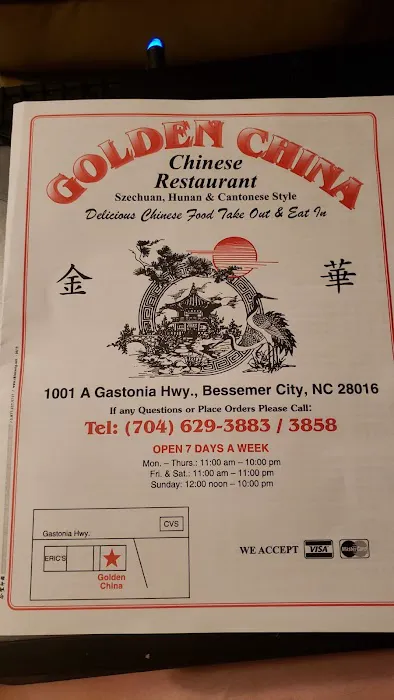 GOLDEN CHINA
Chinese
Restaurant
Szechuan, Hunan & Cantonese Style
Delicious Chinese Food Take Out & Eat In
金 華
1001 A Gastonia Hwy., Bessemer City, NC 28016
If any Questions or Place Orders Please Call:
Tel: (704) 629-3883 / 3858
OPEN 7 DAYS A WEEK
Mon. – Thurs.: 11:00 am – 10:00 pm
Fri. & Sat.: 11:00 am – 11:00 pm
Sunday: 12:00 noon – 10:00 pm
CVS
Gastonia Hwy.
ERIC'S
Golden
China
WE ACCEPT VISA MasterCard